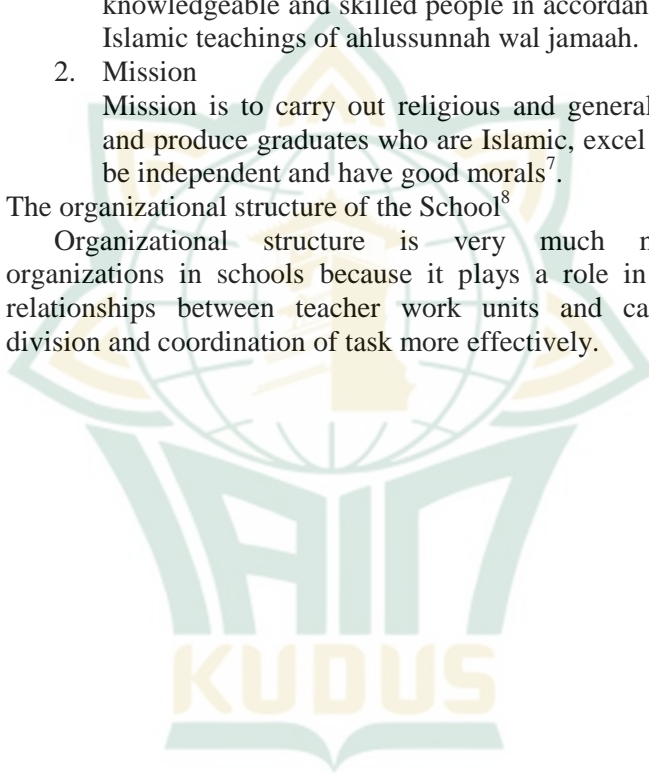 knowledgeable and skilled people in accordan
Islamic teachings of ahlussunnah wal jamaah.
2. Mission
Mission is to carry out religious and general
and produce graduates who are Islamic, excel
be independent and have good morals7.
The organizational structure of the School8
Organizational structure is very much n
organizations in schools because it plays a role in
relationships between teacher work units and ca
division and coordination of task more effectively.
IAIN
KUDUS